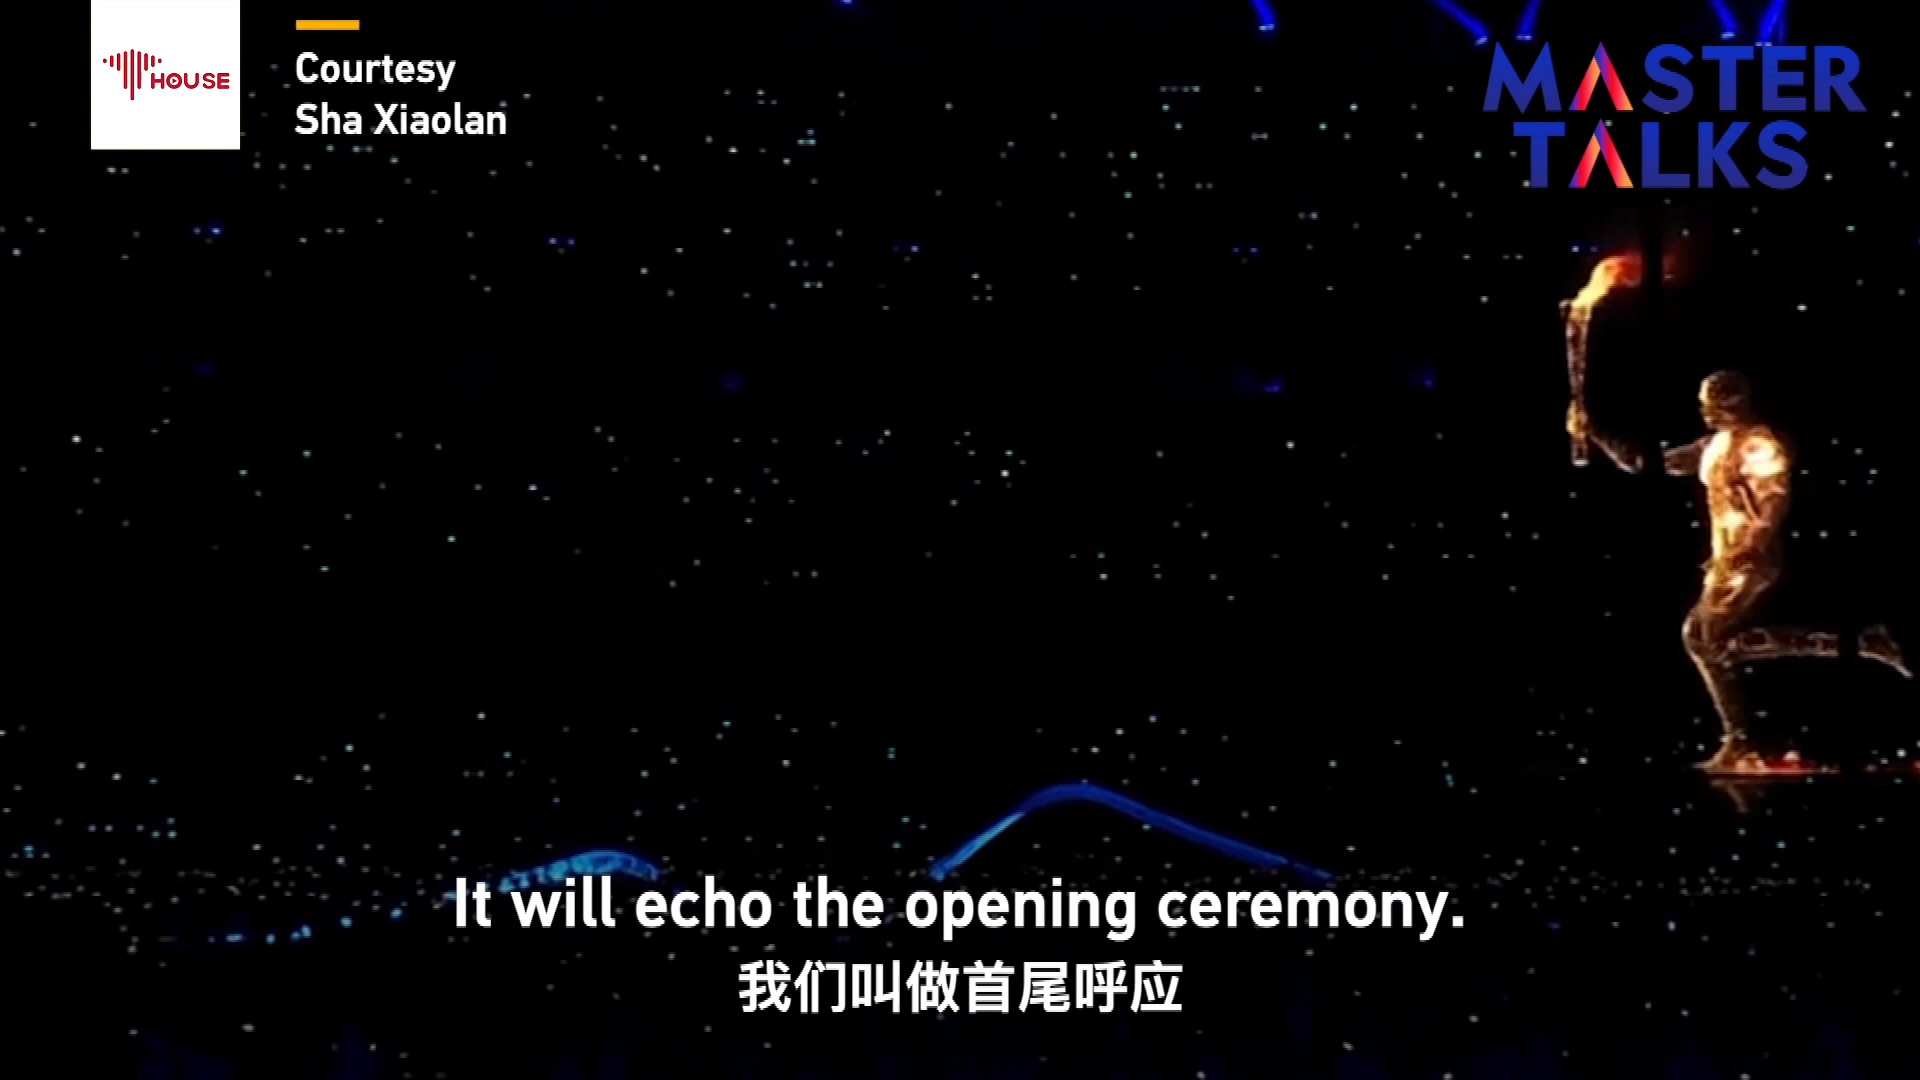 HOUSE
Courtesy
Sha Xiaolan
MASTER
TALKS
It will echo the opening ceremony.
我们叫做首尾呼应